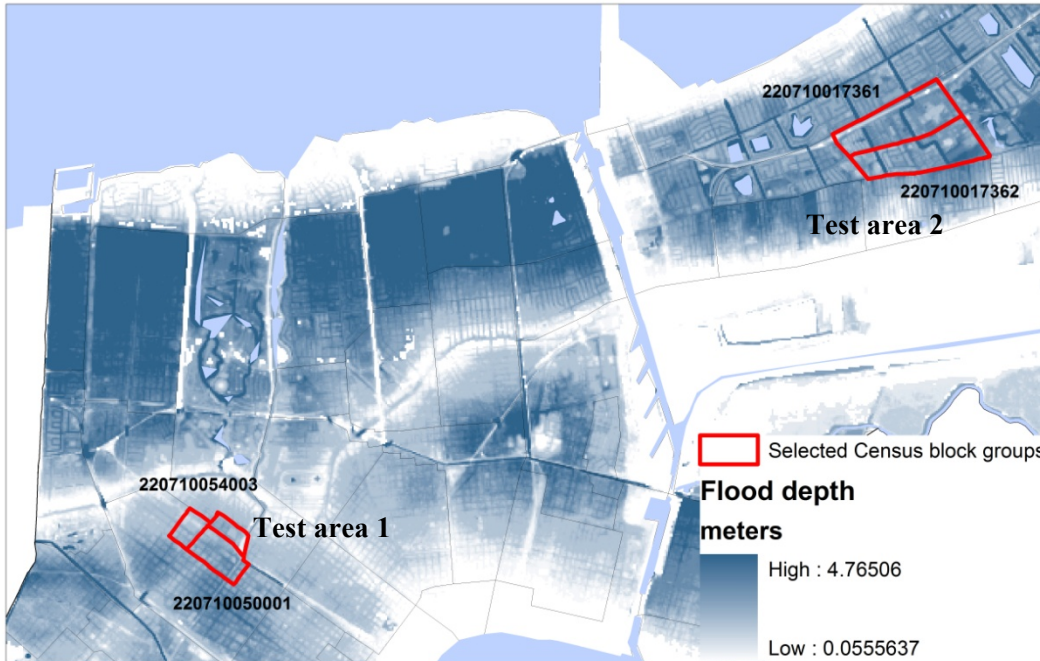 220710017361
220710017362
Test area 2
220710054003
Test area 1
220710050001
Selected Census block groups
Flood depth
meters
High : 4.76506
Low : 0.0555637